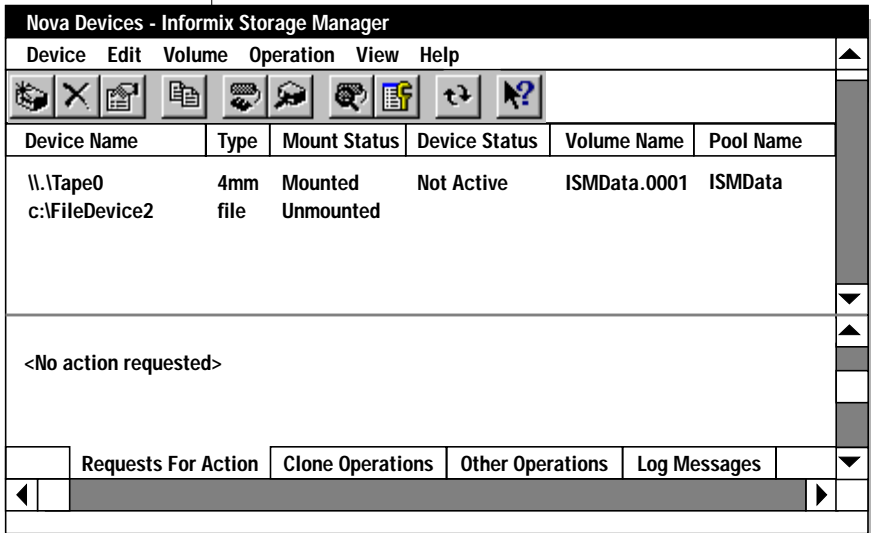 Nova Devices - Informix Storage Manager
Device Edit Volume Operation View Help
Device Name Type Mount Status Device Status Volume Name Pool Name
\\.\Tape0 4mm Mounted Not Active ISMData.0001 ISMData
c:\FileDevice2 file Unmounted
<No action requested>
Requests For Action Clone Operations Other Operations Log Messages